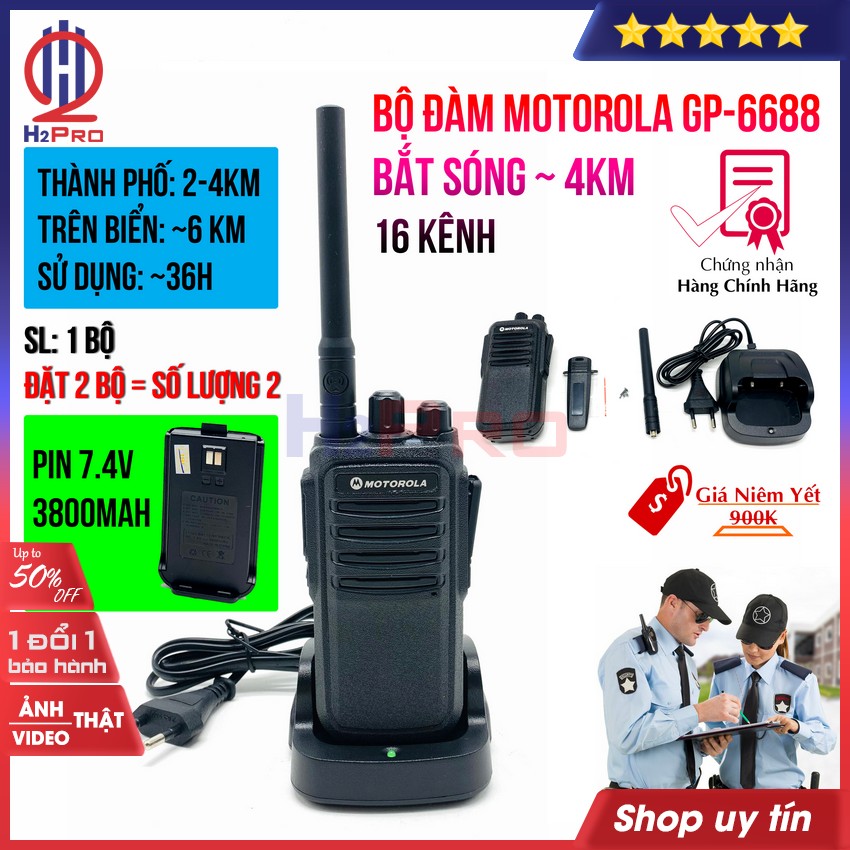 H2PRO
BỘ ĐÀM MOTOROLA GP-6688
BẮT SÓNG ~ 4KM
16 KÊNH
THÀNH PHỐ: 2-4KM
TRÊN BIỂN: ~6 KM
SỬ DỤNG: ~36H
Chứng nhận
Hàng Chính Hãng
SL: 1 BỘ
ĐẶT 2 BỘ = SỐ LƯỢNG 2
MOTOROLA
H2PRO
PIN 7.4V
3800MAH
CAUTION
MOTOROLA
Giá Niêm Yết
900K
Up to
50% OFF
1 ĐỔI 1
bảo hành
ẢNH
VIDEO THẬT
Shop uy tín